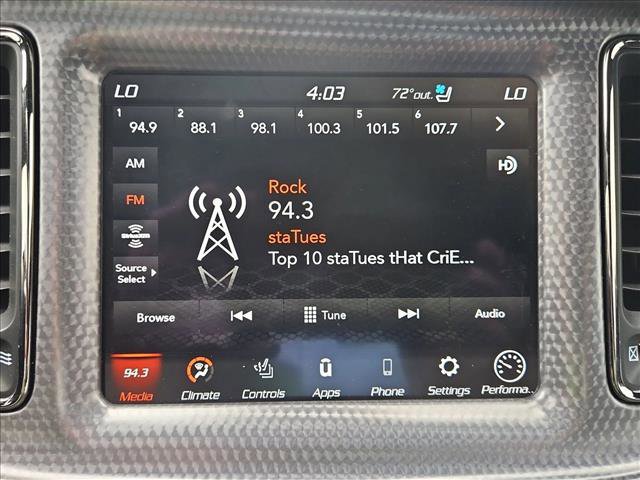 LO 4:03 72°out. LO
1 94.9 2 88.1 3 98.1 4 100.3 5 101.5 6 107.7
AM
HD
Rock
FM
94.3
staTues
SiriusXM
Top 10 staTues tHat CriE...
Source
Select
Browse Tune Audio
94.3
Media Climate Controls Apps Phone Settings Performa...